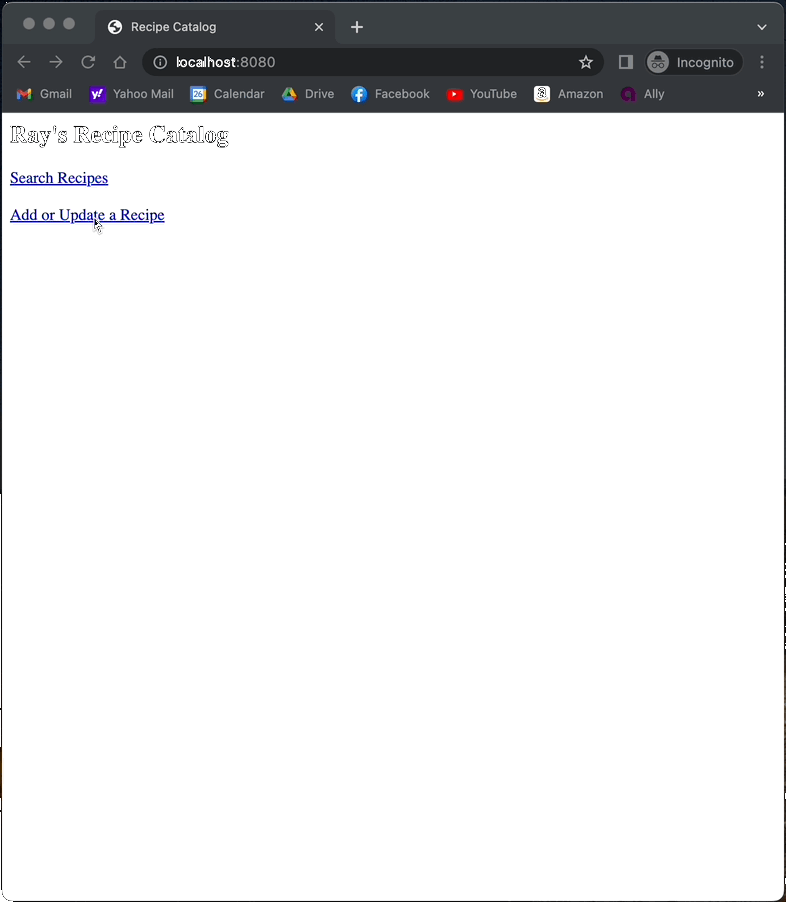 Recipe Catalog
localhost:8080
Incognito
Gmail Yahoo Mail 26 Calendar Drive Facebook YouTube Amazon Ally »
Ray's Recipe Catalog
Search Recipes
Add or Update a Recipe